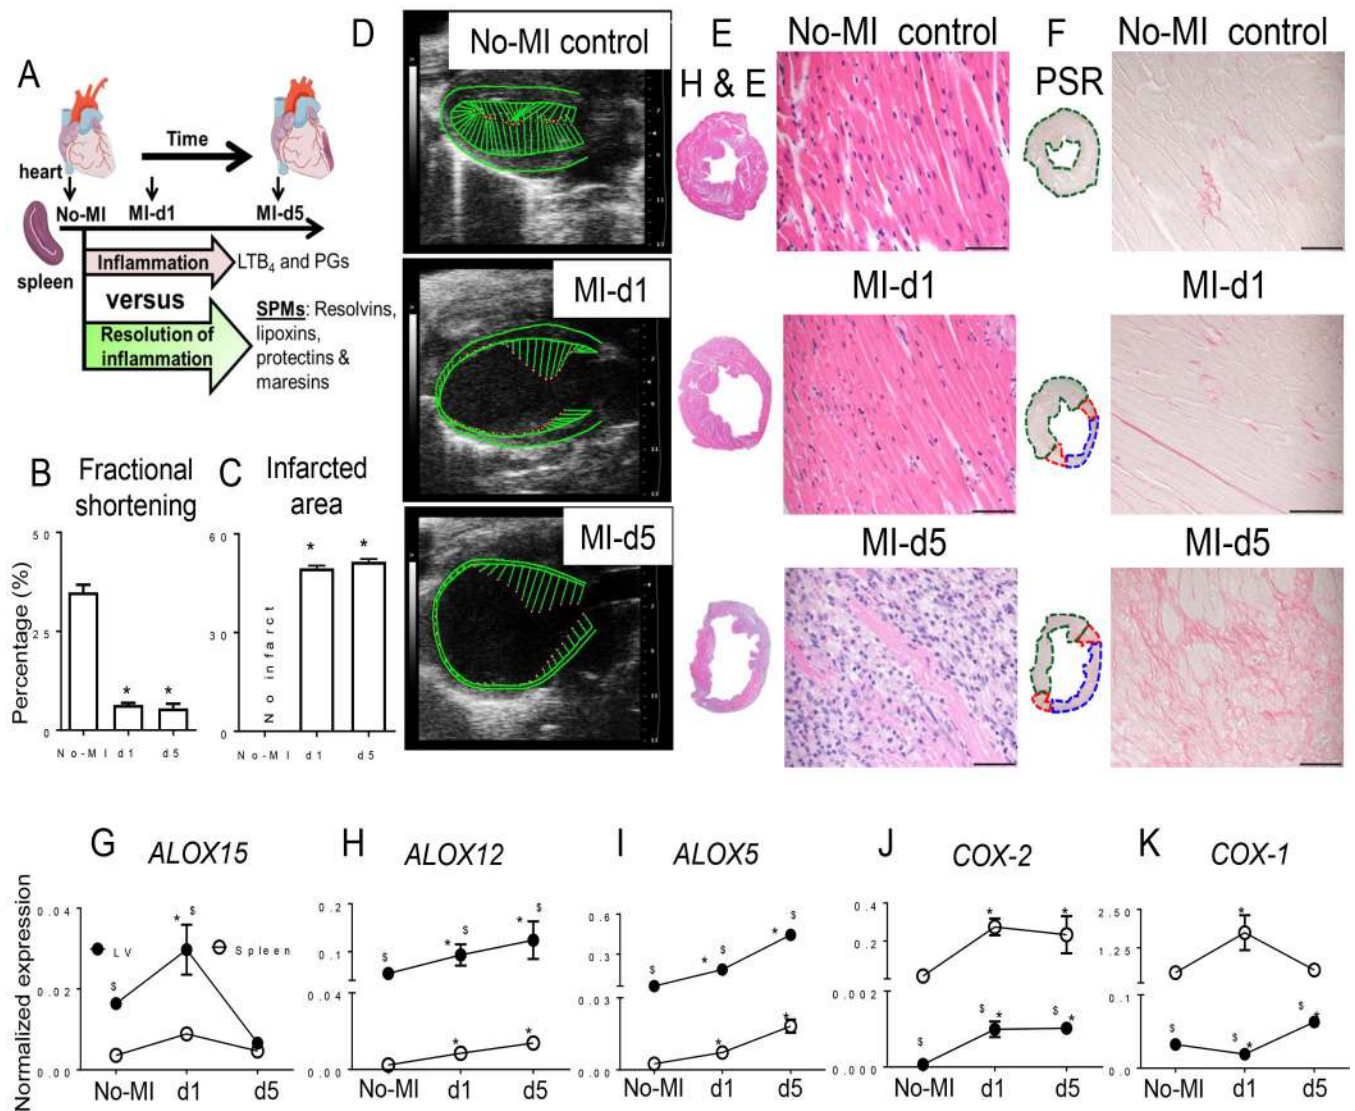 A
heart
Time
No-MI
MI-d1
MI-d5
spleen
Inflammation
LTB4 and PGs
versus
Resolution of
inflammation
SPMs: Resolvins,
lipoxins,
protectins &
maresins
B
Fractional
shortening
Percentage (%)
50
25
0
No-MI d1 d5
* *
C
Infarcted
area
60
30
0
No infarct
* *
No-MI d1 d5
D
No-MI control
MI-d1
MI-d5
E
H & E
No-MI control
MI-d1
MI-d5
F
PSR
No-MI control
MI-d1
MI-d5
Normalized expression
G
ALOX15
0.04
0.02
0.00
LV
Spleen
$
* $
No-MI d1 d5
H
ALOX12
0.2
0.1
0.04
0.00
$
* $
* $
*
*
No-MI d1 d5
I
ALOX5
0.6
0.3
0.03
0.00
$
* $
* $
*
*
No-MI d1 d5
J
COX-2
0.4
0.2
0.002
0.000
* *
$
$ *
$ *
No-MI d1 d5
K
COX-1
2.50
1.25
0.1
0.0
*
$
$ *
$ *
No-MI d1 d5